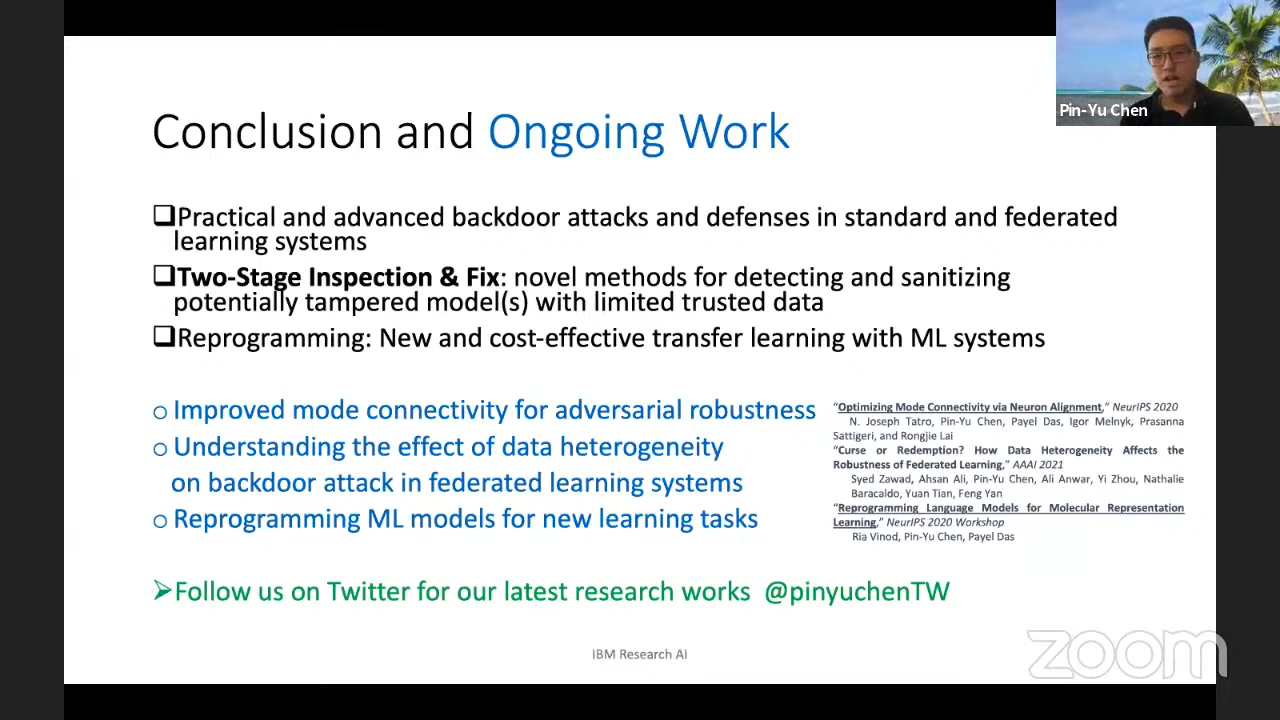 Pin-Yu Chen
Conclusion and Ongoing Work
❑Practical and advanced backdoor attacks and defenses in standard and federated
learning systems
❑Two-Stage Inspection & Fix: novel methods for detecting and sanitizing
potentially tampered model(s) with limited trusted data
❑Reprogramming: New and cost-effective transfer learning with ML systems
o Improved mode connectivity for adversarial robustness
o Understanding the effect of data heterogeneity
on backdoor attack in federated learning systems
o Reprogramming ML models for new learning tasks
“Optimizing Mode Connectivity via Neuron Alignment,” NeurIPS 2020
N. Joseph Tatro, Pin-Yu Chen, Payel Das, Igor Melnyk, Prasanna
Sattigeri, and Rongjie Lai
“Curse or Redemption? How Data Heterogeneity Affects the
Robustness of Federated Learning,” AAAI 2021
Syed Zawad, Ahsan Ali, Pin-Yu Chen, Ali Anwar, Yi Zhou, Nathalie
Baracaldo, Yuan Tian, Feng Yan
“Reprogramming Language Models for Molecular Representation
Learning,” NeurIPS 2020 Workshop
Ria Vinod, Pin-Yu Chen, Payel Das
➢Follow us on Twitter for our latest research works @pinyuchenTW
IBM Research AI
zoom